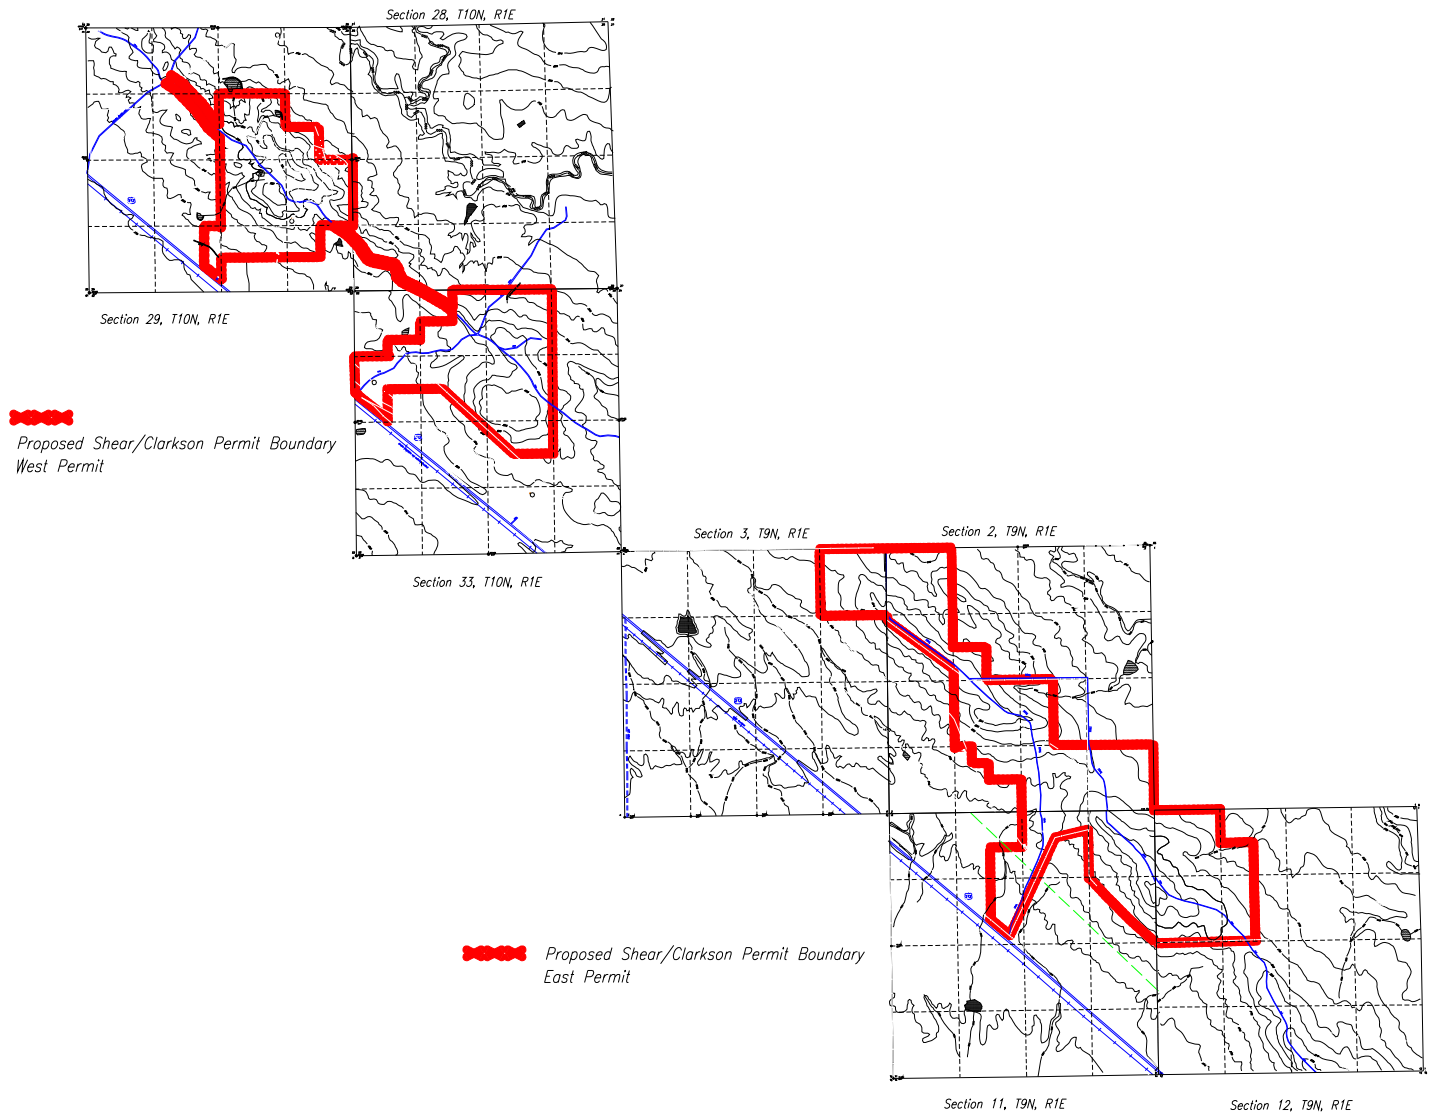 Section 28, T10N, R1E
Section 29, T10N, R1E
Proposed Shear/Clarkson Permit Boundary
West Permit
Section 33, T10N, R1E
Section 3, T9N, R1E
Section 2, T9N, R1E
Proposed Shear/Clarkson Permit Boundary
East Permit
Section 11, T9N, R1E
Section 12, T9N, R1E